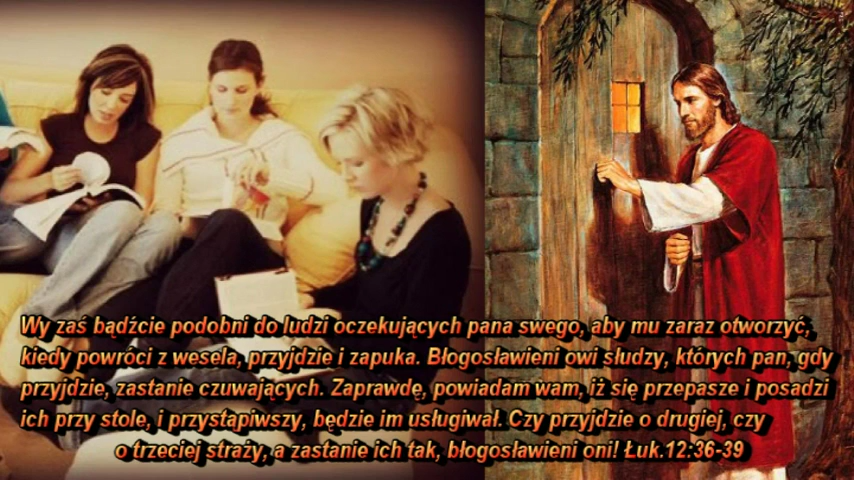 Wy zaś bądźcie podobni do ludzi oczekujących pana swego, aby mu zaraz otworzyć,
kiedy powróci z wesela, przyjdzie i zapuka. Błogosławieni owi słudzy, których pan, gdy
przyjdzie, zastanie czuwających. Zaprawdę, powiadam wam, iż się przepasze i posadzi
ich przy stole, i przystąpiwszy, będzie im usługiwał. Czy przyjdzie o drugiej, czy
o trzeciej straży, a zastanie ich tak, błogosławieni oni! Łuk.12:36-39